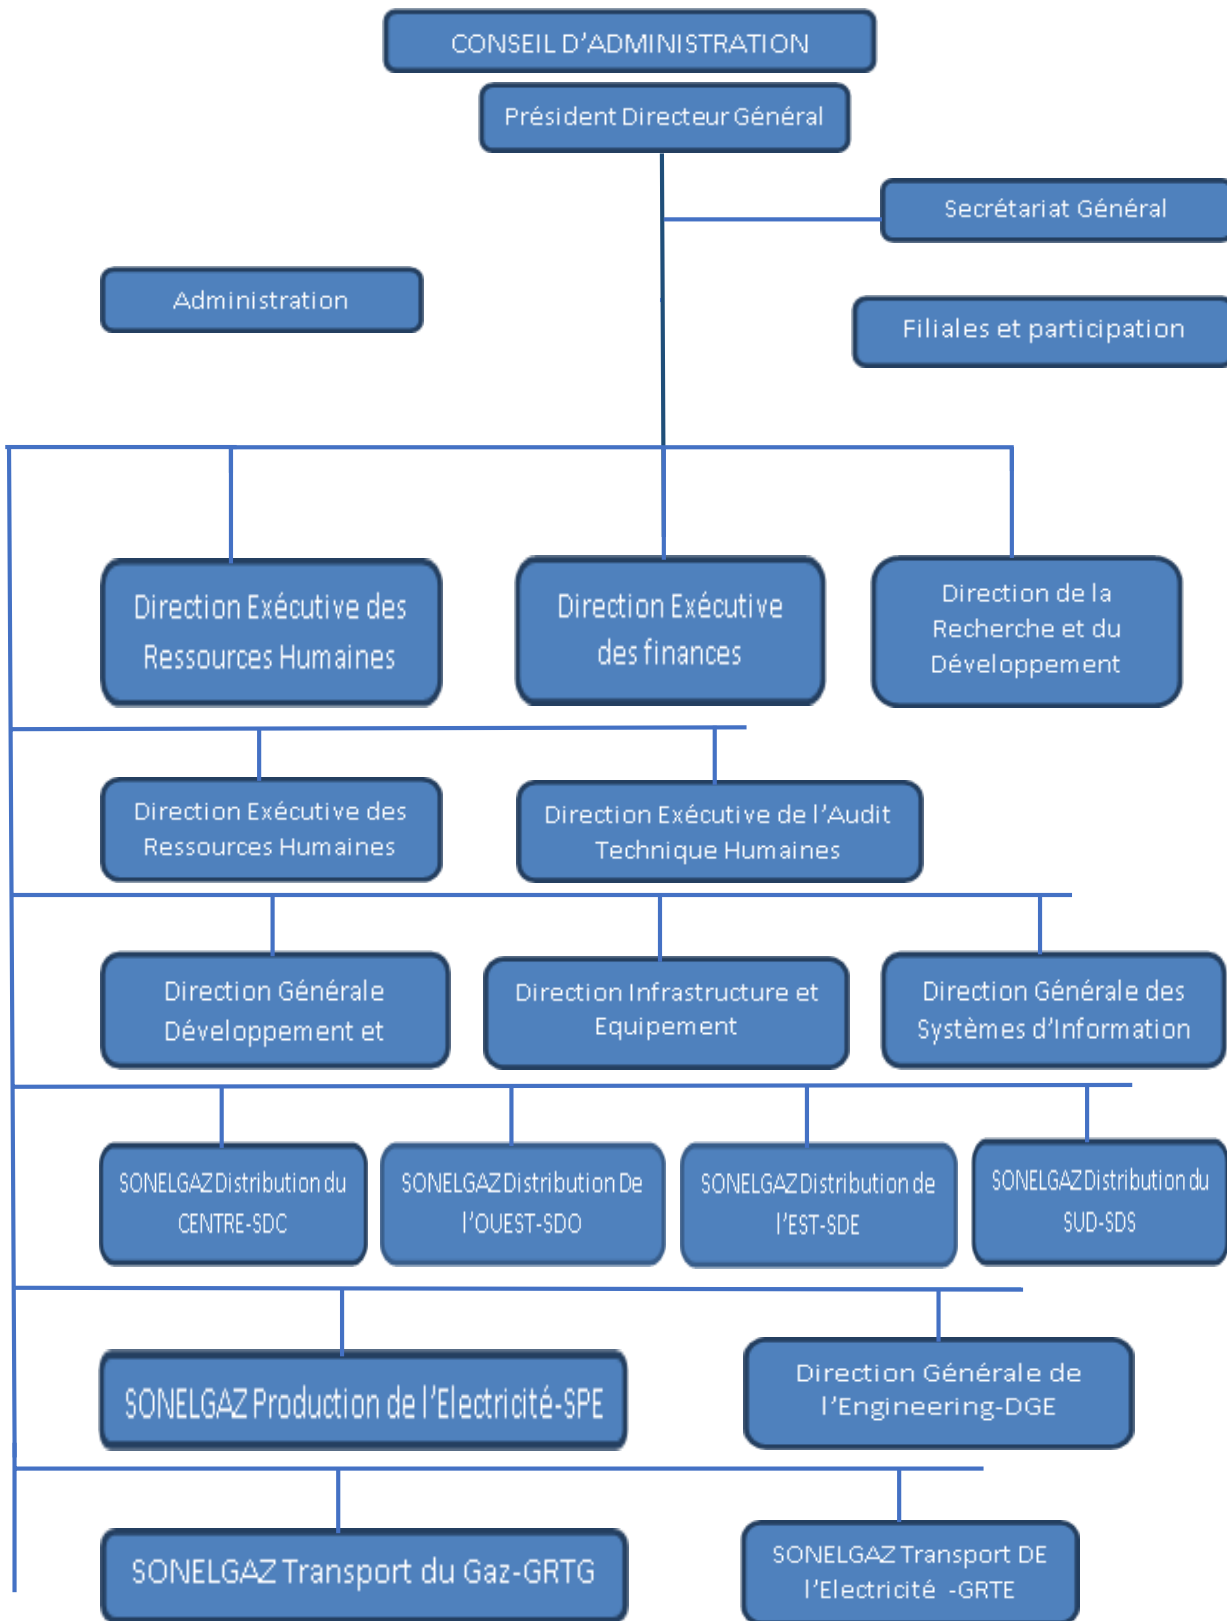 CONSEIL D'ADMINISTRATION
Président Directeur Général
Secrétariat Général
Administration
Filiales et participation
Direction Exécutive des
Ressources Humaines
Direction Exécutive
des finances
Direction de la
Recherche et du
Développement
Direction Exécutive des
Ressources Humaines
Direction Exécutive de l'Audit
Technique Humaines
Direction Générale
Développement et
Direction Infrastructure et
Equipement
Direction Générale des
Systèmes d'Information
SONELGAZ Distribution du
CENTRE-SDC
SONELGAZ Distribution De
l'OUEST-SDO
SONELGAZ Distribution de
l'EST-SDE
SONELGAZ Distribution du
SUD-SDS
SONELGAZ Production de l'Electricité-SPE
Direction Générale de
l'Engineering-DGE
SONELGAZ Transport du Gaz-GRTG
SONELGAZ Transport DE
l'Electricité -GRTE